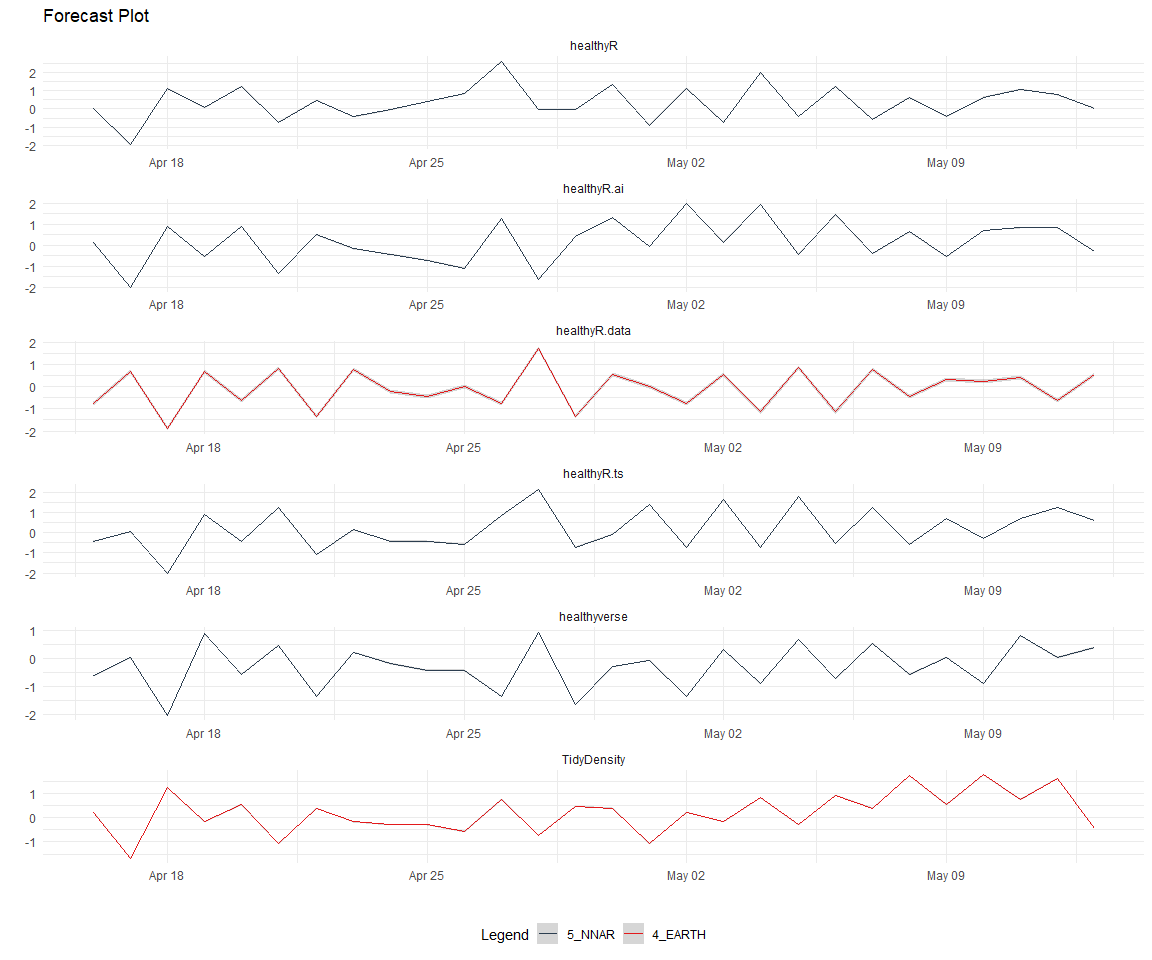 Forecast Plot
healthyR
2
1
0
-1
-2
Apr 18 Apr 25 May 02 May 09
healthyR.ai
2
1
0
-1
-2
Apr 18 Apr 25 May 02 May 09
healthyR.data
2
1
0
-1
-2
Apr 18 Apr 25 May 02 May 09
healthyR.ts
2
1
0
-1
-2
Apr 18 Apr 25 May 02 May 09
healthyverse
1
0
-1
-2
Apr 18 Apr 25 May 02 May 09
TidyDensity
1
0
-1
Apr 18 Apr 25 May 02 May 09
Legend 5_NNAR 4_EARTH